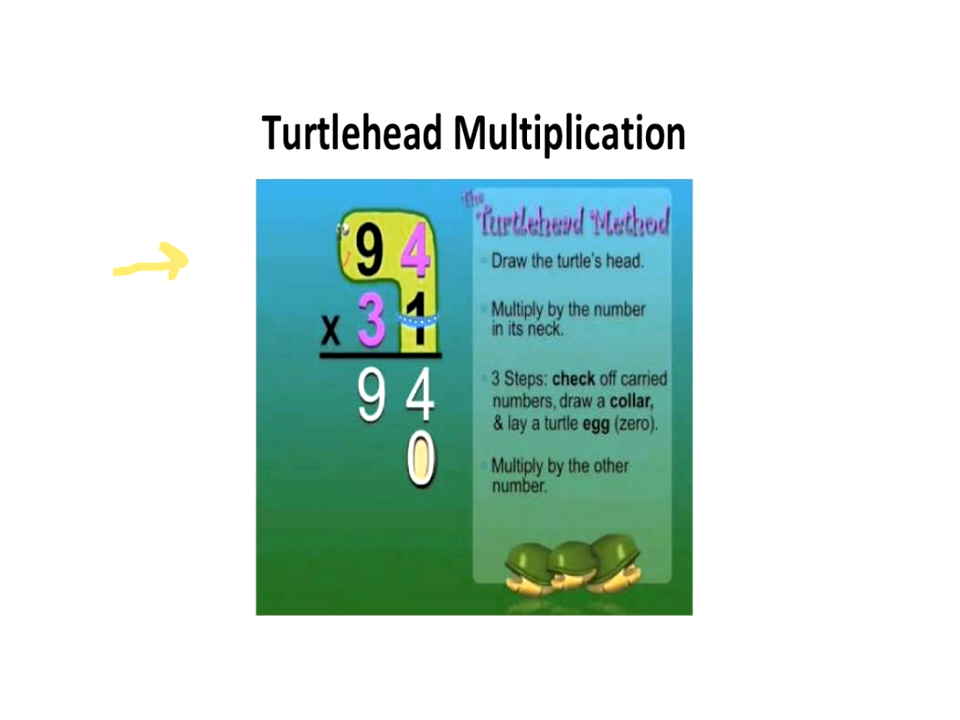 Turtlehead Multiplication
The
Turtlehead Method
9 4
x 3 1
9 4
0
Draw the turtle's head.
Multiply by the number
in its neck.
3 Steps: check off carried
numbers, draw a collar,
& lay a turtle egg (zero).
Multiply by the other
number.